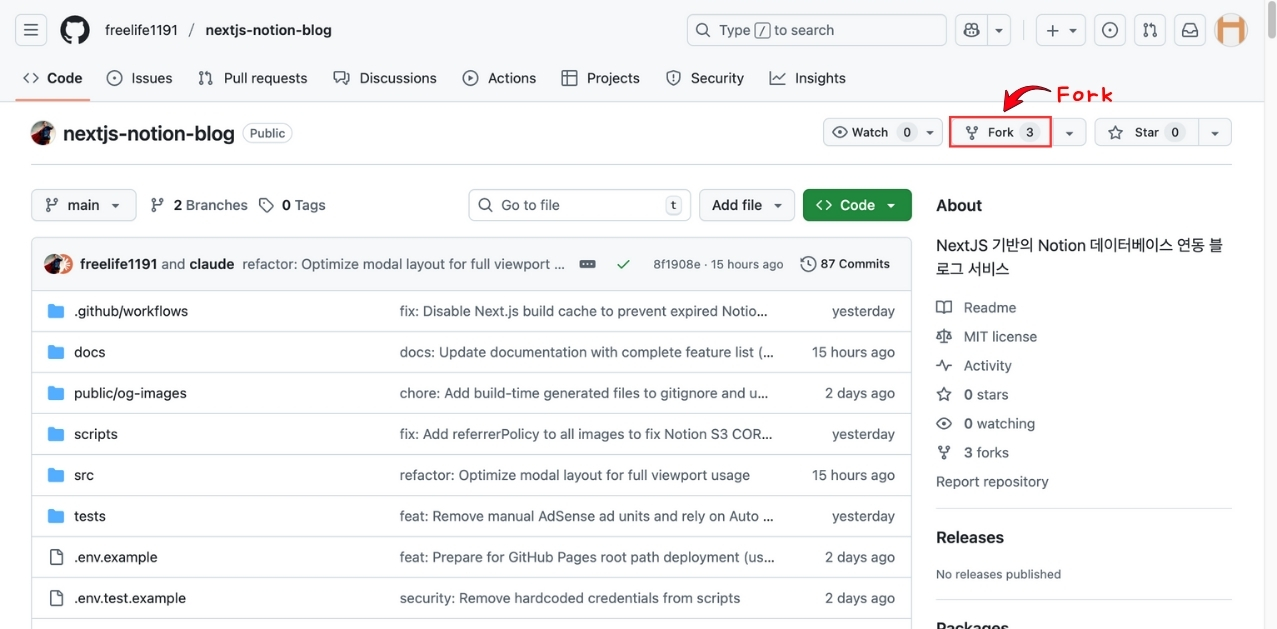 freelife1191 / nextjs-notion-blog
Type / to search
Code Issues Pull requests Discussions Actions Projects Security Insights
Fork
nextjs-notion-blog Public
Watch 0 Fork 3 Star 0
main 2 Branches 0 Tags
Go to file t Add file Code
freelife1191 and claude refactor: Optimize modal layout for full viewport ... 8f1908e · 15 hours ago 87 Commits
.github/workflows fix: Disable Next.js build cache to prevent expired Notio... yesterday
docs docs: Update documentation with complete feature list (... 15 hours ago
public/og-images chore: Add build-time generated files to gitignore and u... 2 days ago
scripts fix: Add referrerPolicy to all images to fix Notion S3 COR... yesterday
src refactor: Optimize modal layout for full viewport usage 15 hours ago
tests feat: Remove manual AdSense ad units and rely on Auto ... yesterday
.env.example feat: Prepare for GitHub Pages root path deployment (us... 2 days ago
.env.test.example security: Remove hardcoded credentials from scripts 2 days ago
About
NextJS 기반의 Notion 데이터베이스 연동 블
로그 서비스
Readme
MIT license
Activity
0 stars
0 watching
3 forks
Report repository
Releases
No releases published
Packages